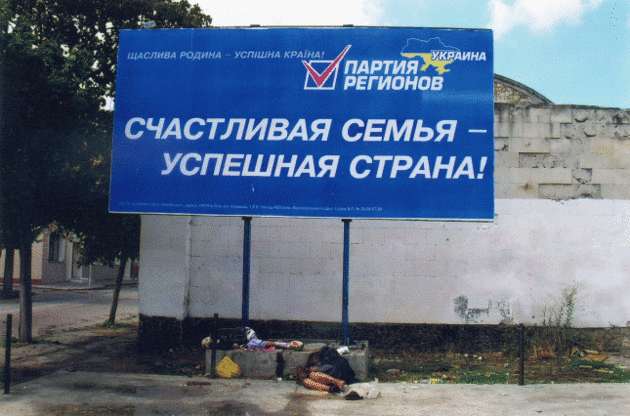 ЩАСЛИВА РОДИНА – УСПІШНА КРАЇНА!
УКРАИНА
ПАРТИЯ
РЕГИОНОВ
СЧАСТЛИВАЯ СЕМЬЯ –
УСПЕШНАЯ СТРАНА!